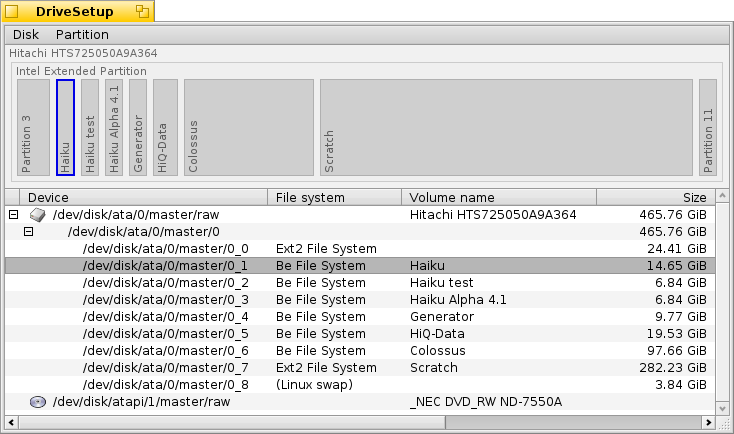 DriveSetup
Disk Partition
Hitachi HTS725050A9A364
Intel Extended Partition
Partition 3
Haiku
Haiku test
Haiku Alpha 4.1
Generator
HiQ-Data
Colossus
Scratch
Partition 11
Device File system Volume name Size
/dev/disk/ata/0/master/raw Hitachi HTS725050A9A364 465.76 GiB
/dev/disk/ata/0/master/0 465.76 GiB
/dev/disk/ata/0/master/0_0 Ext2 File System 24.41 GiB
/dev/disk/ata/0/master/0_1 Be File System Haiku 14.65 GiB
/dev/disk/ata/0/master/0_2 Be File System Haiku test 6.84 GiB
/dev/disk/ata/0/master/0_3 Be File System Haiku Alpha 4.1 6.84 GiB
/dev/disk/ata/0/master/0_4 Be File System Generator 9.77 GiB
/dev/disk/ata/0/master/0_5 Be File System HiQ-Data 19.53 GiB
/dev/disk/ata/0/master/0_6 Be File System Colossus 97.66 GiB
/dev/disk/ata/0/master/0_7 Ext2 File System Scratch 282.23 GiB
/dev/disk/ata/0/master/0_8 (Linux swap) 3.84 GiB
/dev/disk/atapi/1/master/raw _NEC DVD_RW ND-7550A